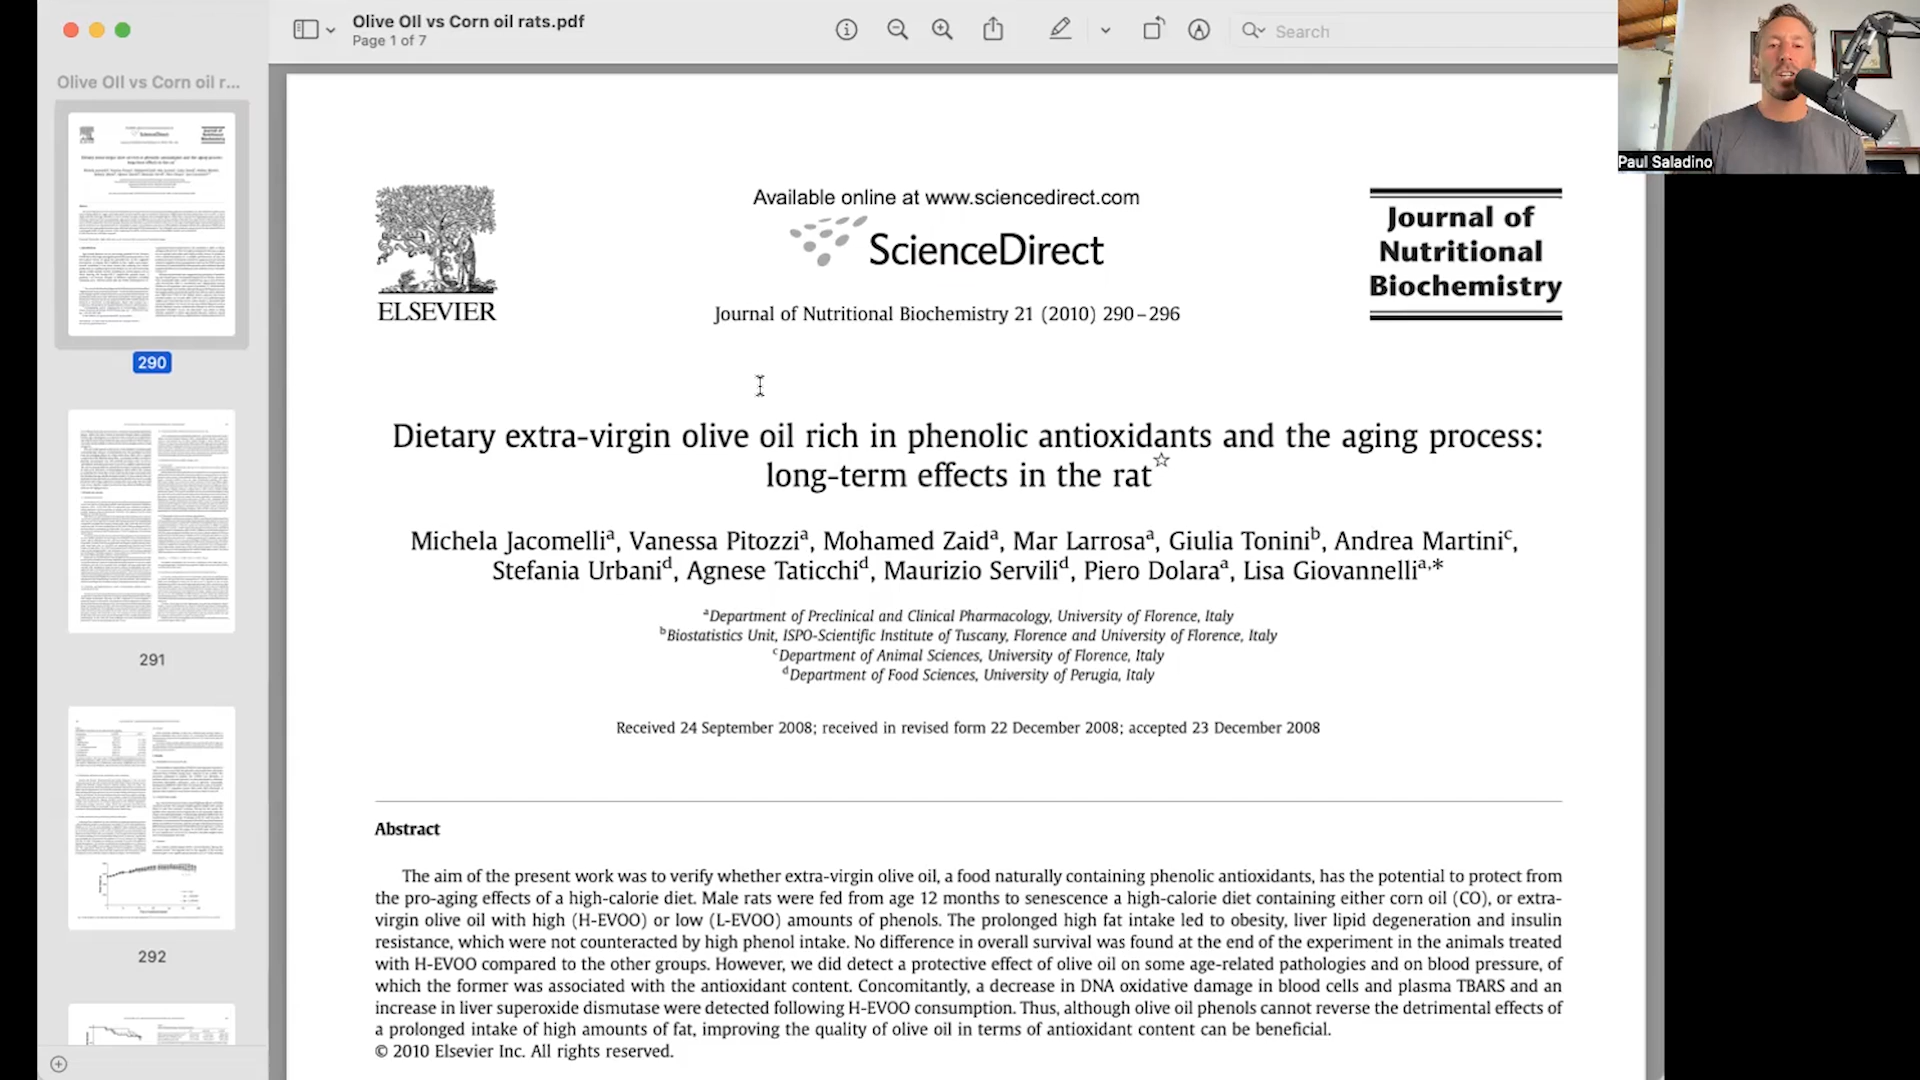 Olive OIl vs Corn oil rats.pdf
Page 1 of 7
Search
Paul Saladino
Olive OIl vs Corn oil r...
290
291
292
Available online at www.sciencedirect.com
ScienceDirect
ELSEVIER
Journal of Nutritional Biochemistry 21 (2010) 290–296
Journal of
Nutritional
Biochemistry
Dietary extra-virgin olive oil rich in phenolic antioxidants and the aging process:
long-term effects in the rat☆
Michela Jacomelliᵃ, Vanessa Pitozziᵃ, Mohamed Zaidᵃ, Mar Larrosaᵃ, Giulia Toniniᵇ, Andrea Martiniᶜ,
Stefania Urbaniᵈ, Agnese Taticchiᵈ, Maurizio Serviliᵈ, Piero Dolaraᵃ, Lisa Giovannelliᵃ,*
ᵃDepartment of Preclinical and Clinical Pharmacology, University of Florence, Italy
ᵇBiostatistics Unit, ISPO-Scientific Institute of Tuscany, Florence and University of Florence, Italy
ᶜDepartment of Animal Sciences, University of Florence, Italy
ᵈDepartment of Food Sciences, University of Perugia, Italy
Received 24 September 2008; received in revised form 22 December 2008; accepted 23 December 2008
Abstract
The aim of the present work was to verify whether extra-virgin olive oil, a food naturally containing phenolic antioxidants, has the potential to protect from
the pro-aging effects of a high-calorie diet. Male rats were fed from age 12 months to senescence a high-calorie diet containing either corn oil (CO), or extra-
virgin olive oil with high (H-EVOO) or low (L-EVOO) amounts of phenols. The prolonged high fat intake led to obesity, liver lipid degeneration and insulin
resistance, which were not counteracted by high phenol intake. No difference in overall survival was found at the end of the experiment in the animals treated
with H-EVOO compared to the other groups. However, we did detect a protective effect of olive oil on some age-related pathologies and on blood pressure, of
which the former was associated with the antioxidant content. Concomitantly, a decrease in DNA oxidative damage in blood cells and plasma TBARS and an
increase in liver superoxide dismutase were detected following H-EVOO consumption. Thus, although olive oil phenols cannot reverse the detrimental effects of
a prolonged intake of high amounts of fat, improving the quality of olive oil in terms of antioxidant content can be beneficial.
© 2010 Elsevier Inc. All rights reserved.